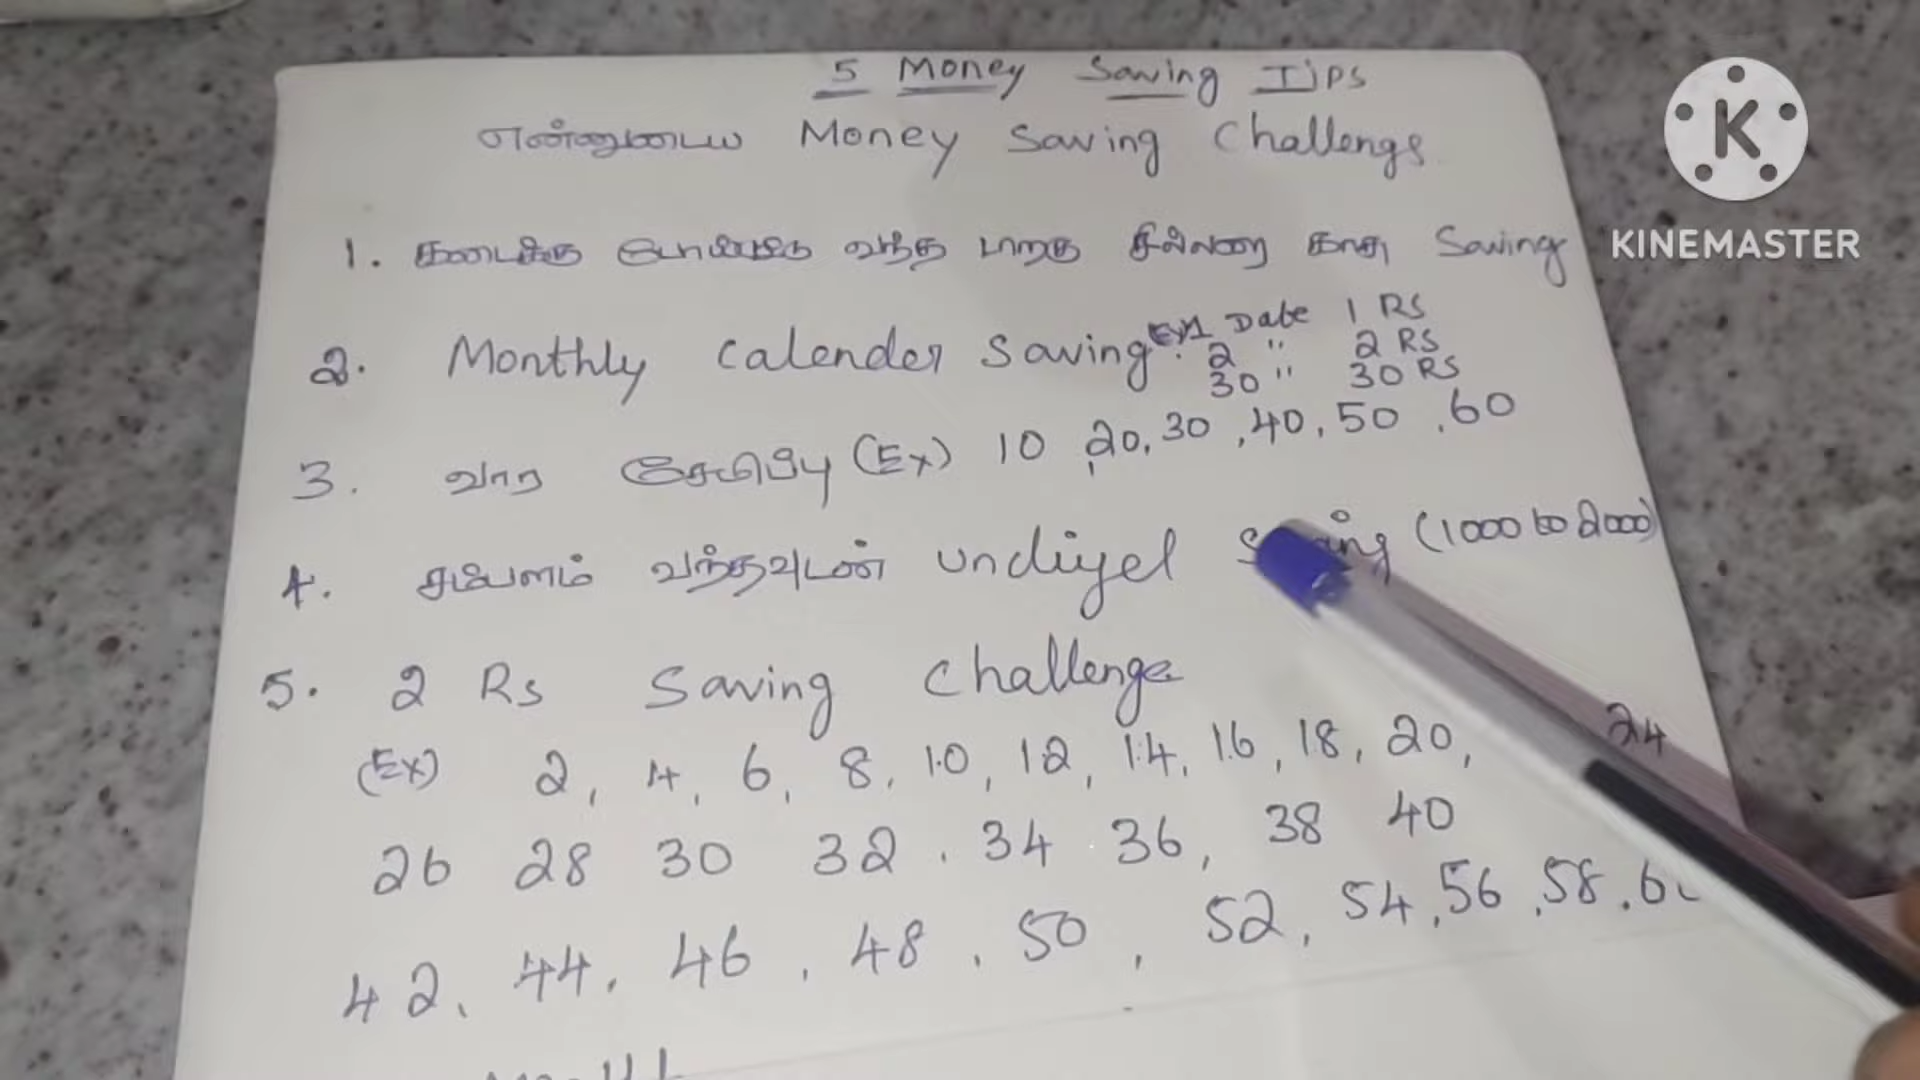 5 Money Saving Tips
என்னுடைய Money Saving Challengs
KINEMASTER
1. கடைக்கு போய்ட்டு வந்த பிறகு சில்லரை காசு Saving
2. Monthly Calender Saving Ex 1 Date 1 RS
2 " 2 RS
30 " 30 RS
3. வார சேமிப்பு (Ex) 10, 20, 30, 40, 50, 60
4. சம்பளம் வந்தவுடன் undiyel Saving (1000 to 2000)
5. 2 Rs Saving Challenge
(Ex) 2, 4, 6, 8, 10, 12, 14, 16, 18, 20, 24
26 28 30 32 . 34 36, 38 40
42, 44, 46, 48, 50, 52, 54, 56, 58, 60